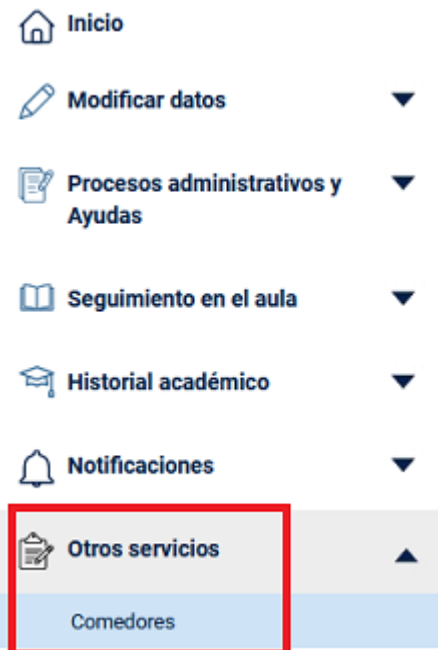 Inicio
Modificar datos
Procesos administrativos y
Ayudas
Seguimiento en el aula
Historial académico
Notificaciones
Otros servicios
Comedores